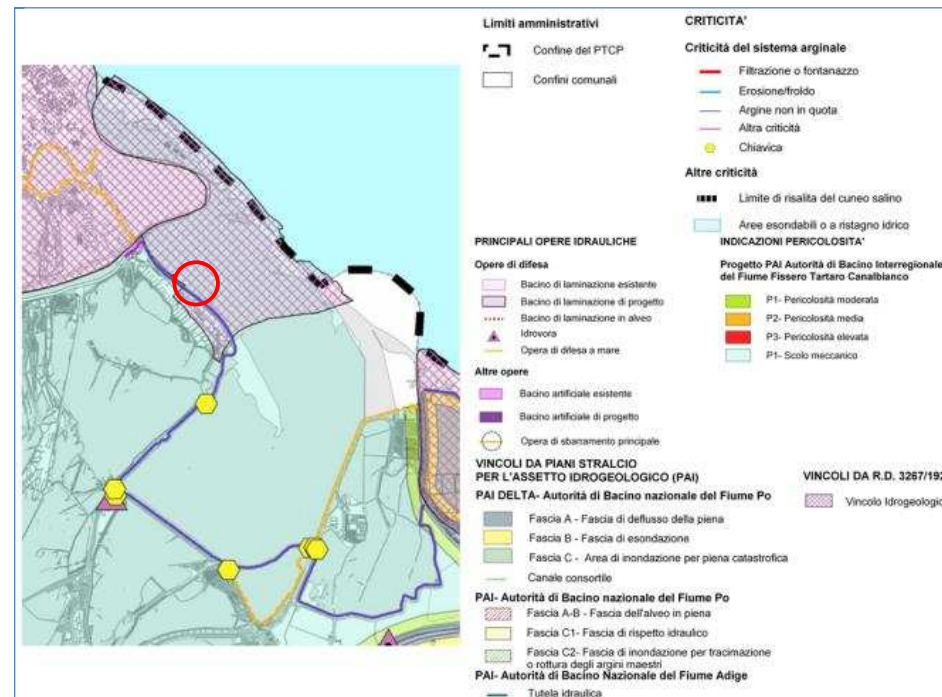 Limiti amministrativi
Confine del PTCP
Confini comunali
CRITICITA'
Criticità del sistema arginale
Filtrazione o fontanazzo
Erosione/froldo
Argine non in quota
Altra criticità
Chiavica
Altre criticità
Limite di risalita del cuneo salino
Aree esondabili o a ristagno idrico
PRINCIPALI OPERE IDRAULICHE
Opere di difesa
Bacino di laminazione esistente
Bacino di laminazione di progetto
Bacino di laminazione in alveo
Idrovora
Opera di difesa a mare
Altre opere
Bacino artificiale esistente
Bacino artificiale di progetto
Opera di sbarramento principale
INDICAZIONI PERICOLOSITA'
Progetto PAI Autorità di Bacino Interregionale
del Fiume Fissero Tartaro Canalbianco
P1- Pericolosità moderata
P2- Pericolosità media
P3- Pericolosità elevata
P1- Scolo meccanico
VINCOLI DA PIANI STRALCIO
PER L'ASSETTO IDROGEOLOGICO (PAI)
PAI DELTA- Autorità di Bacino nazionale del Fiume Po
Fascia A - Fascia di deflusso della piena
Fascia B - Fascia di esondazione
Fascia C - Area di inondazione per piena catastrofica
Canale consortile
PAI- Autorità di Bacino nazionale del Fiume Po
Fascia A-B - Fascia dell'alveo in piena
Fascia C1- Fascia di rispetto idraulico
Fascia C2- Fascia di inondazione per tracimazione
o rottura degli argini maestri
PAI- Autorità di Bacino Nazionale del Fiume Adige
Tutela idraulica
VINCOLI DA R.D. 3267/192
Vincolo Idrogeologic